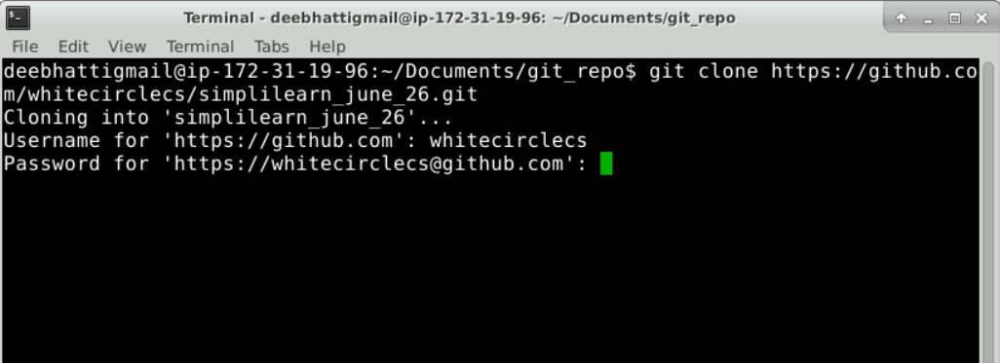 Terminal - deebhattigmail@ip-172-31-19-96: ~/Documents/git_repo
File Edit View Terminal Tabs Help
deebhattigmail@ip-172-31-19-96:~/Documents/git_repo$ git clone https://github.co
m/whitecirclecs/simplilearn_june_26.git
Cloning into 'simplilearn_june_26'...
Username for 'https://github.com': whitecirclecs
Password for 'https://whitecirclecs@github.com':